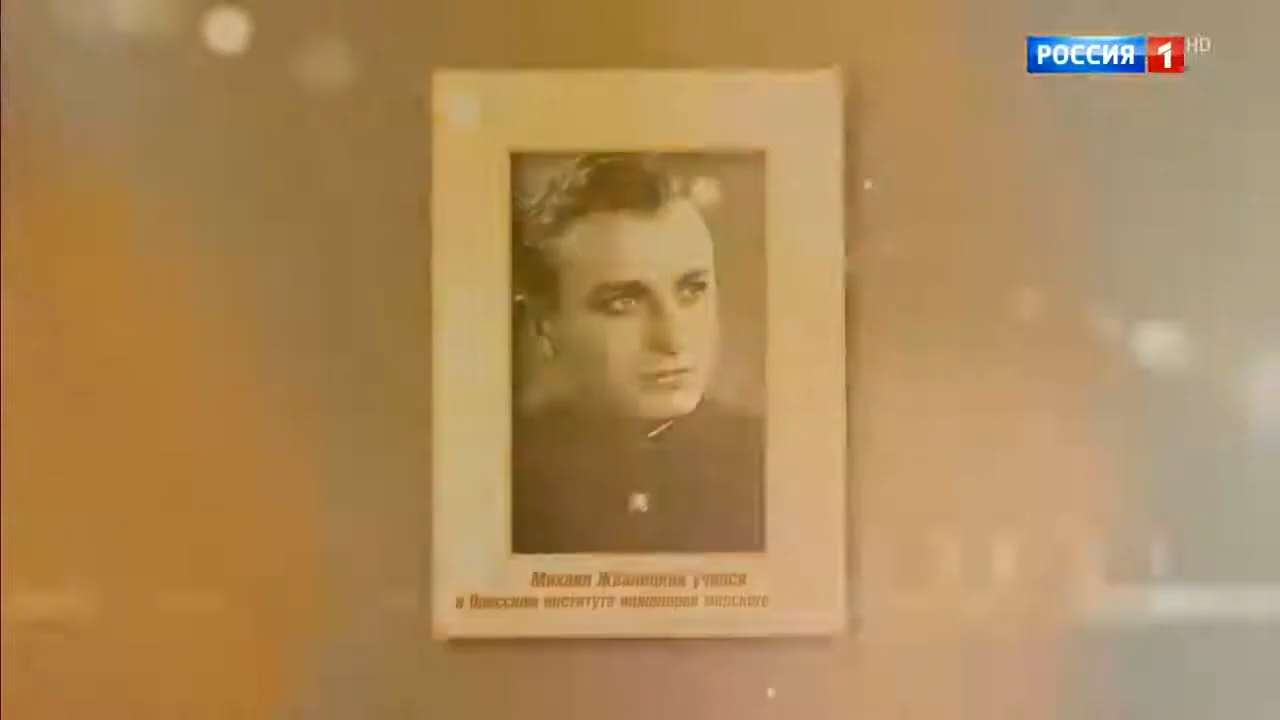 РОССИЯ 1 HD
Михаил Жванецкий учился
в Одесском институте инженеров морского